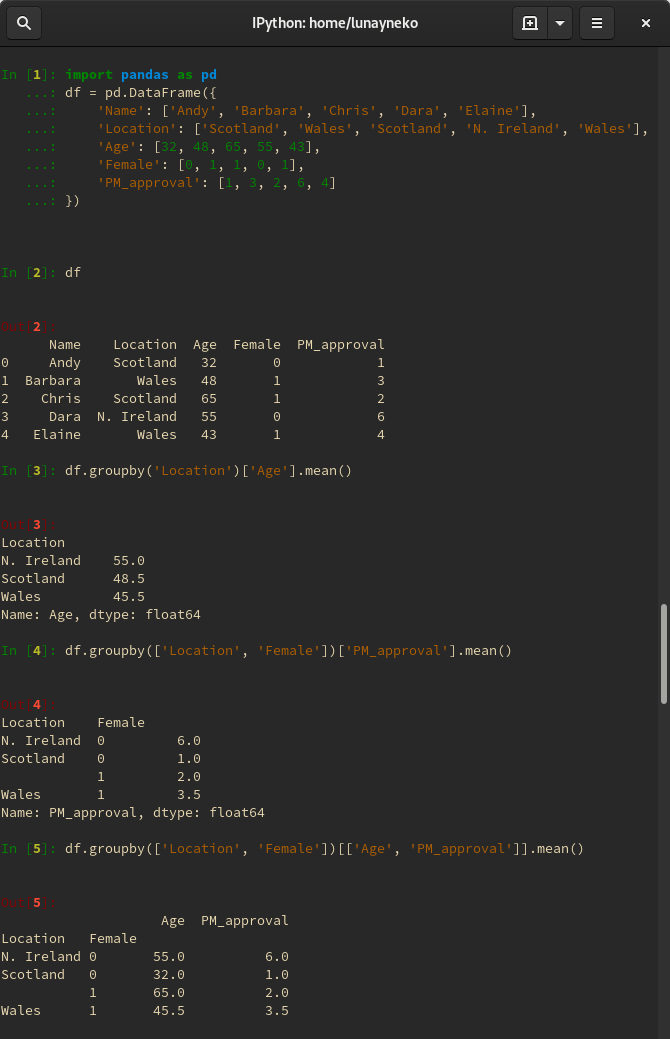 IPython: home/lunayneko
In [1]: import pandas as pd
   ...: df = pd.DataFrame({
   ...:     'Name': ['Andy', 'Barbara', 'Chris', 'Dara', 'Elaine'],
   ...:     'Location': ['Scotland', 'Wales', 'Scotland', 'N. Ireland', 'Wales'],
   ...:     'Age': [32, 48, 65, 55, 43],
   ...:     'Female': [0, 1, 1, 0, 1],
   ...:     'PM_approval': [1, 3, 2, 6, 4]
   ...: })
In [2]: df
Out[2]:
      Name    Location  Age  Female  PM_approval
0     Andy    Scotland   32       0            1
1  Barbara       Wales   48       1            3
2    Chris    Scotland   65       1            2
3     Dara  N. Ireland   55       0            6
4   Elaine       Wales   43       1            4
In [3]: df.groupby('Location')['Age'].mean()
Out[3]:
Location
N. Ireland    55.0
Scotland      48.5
Wales         45.5
Name: Age, dtype: float64
In [4]: df.groupby(['Location', 'Female'])['PM_approval'].mean()
Out[4]:
Location    Female
N. Ireland  0         6.0
Scotland    0         1.0
            1         2.0
Wales       1         3.5
Name: PM_approval, dtype: float64
In [5]: df.groupby(['Location', 'Female'])[['Age', 'PM_approval']].mean()
Out[5]:
                    Age  PM_approval
Location   Female
N. Ireland 0       55.0          6.0
Scotland   0       32.0          1.0
           1       65.0          2.0
Wales      1       45.5          3.5